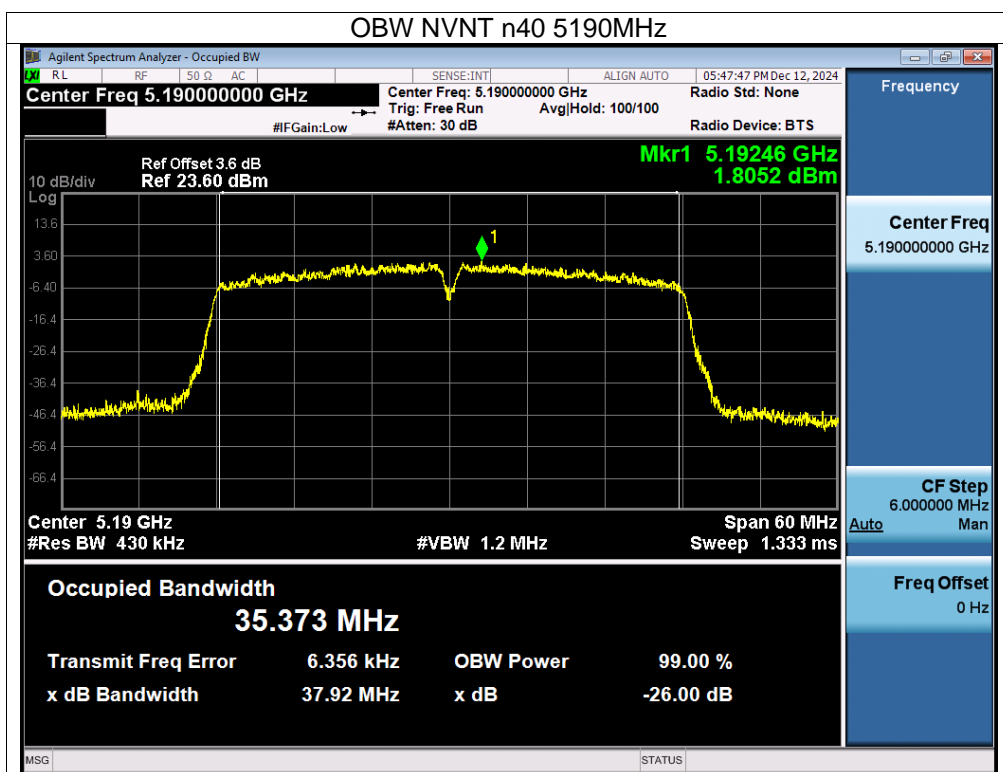 OBW NVNT n40 5190MHz
Agilent Spectrum Analyzer - Occupied BW
LXI RL RF 50 Ω AC SENSE:INT ALIGN AUTO 05:47:47 PM Dec 12, 2024
Center Freq 5.190000000 GHz
Center Freq: 5.190000000 GHz
Radio Std: None
Trig: Free Run Avg|Hold: 100/100
#IFGain:Low #Atten: 30 dB Radio Device: BTS
Ref Offset 3.6 dB
10 dB/div Ref 23.60 dBm
Mkr1 5.19246 GHz
1.8052 dBm
Log
13.6
3.60
-6.40
-16.4
-26.4
-36.4
-46.4
-56.4
-66.4
1
Center 5.19 GHz Span 60 MHz
#Res BW 430 kHz #VBW 1.2 MHz Sweep 1.333 ms
Occupied Bandwidth
35.373 MHz
Transmit Freq Error 6.356 kHz OBW Power 99.00 %
x dB Bandwidth 37.92 MHz x dB -26.00 dB
MSG STATUS
Frequency
Center Freq
5.190000000 GHz
CF Step
6.000000 MHz
Auto Man
Freq Offset
0 Hz